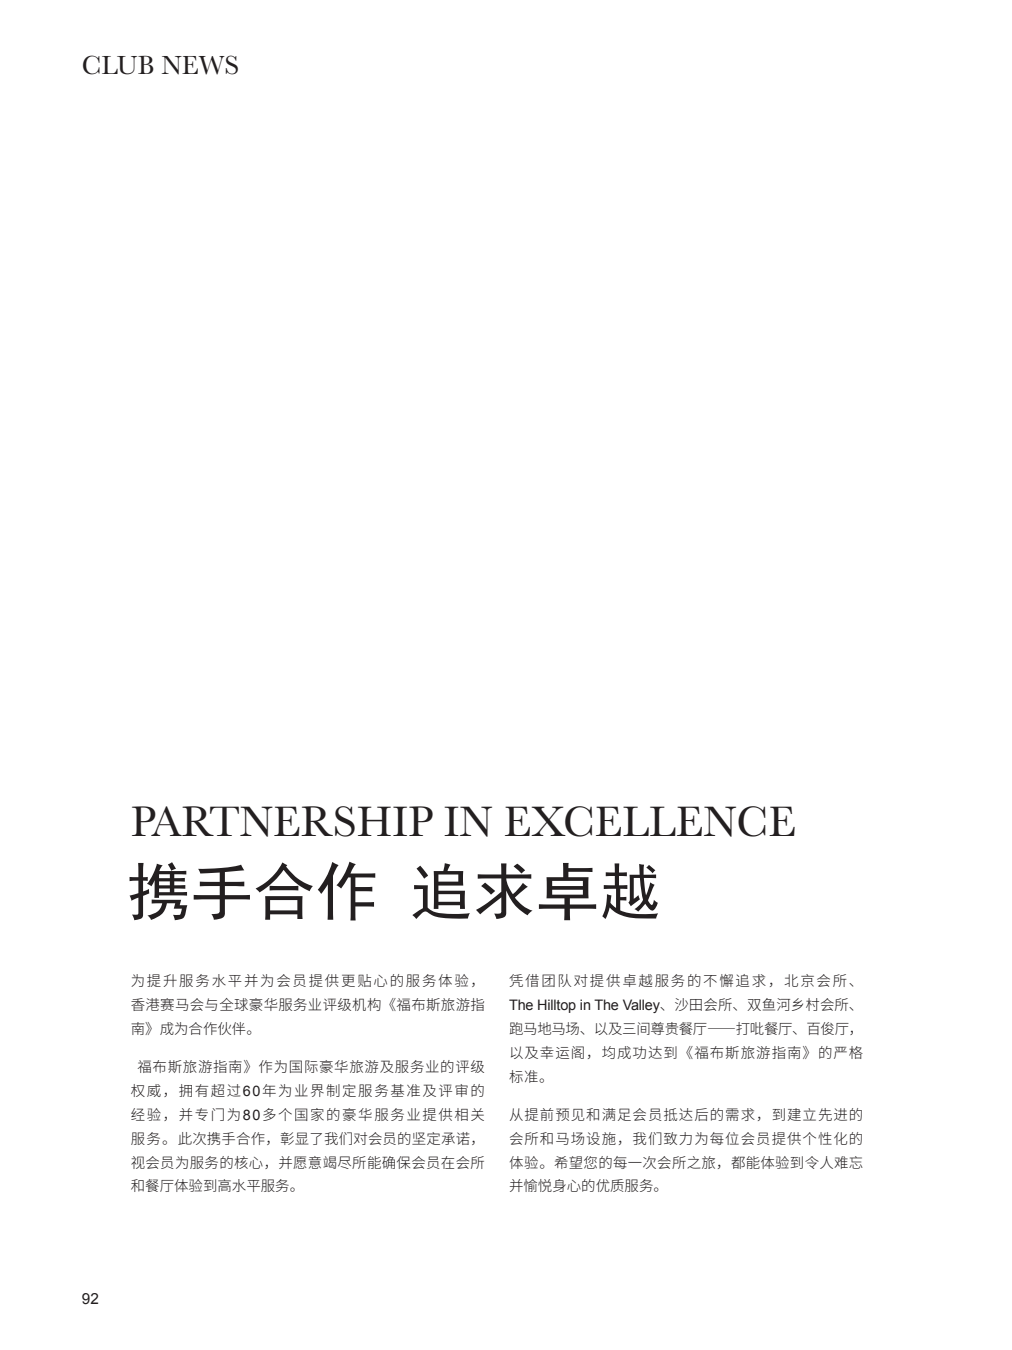 CLUB NEWS
PARTNERSHIP IN EXCELLENCE
携手合作 追求卓越
为提升服务水平并为会员提供更贴心的服务体验，
香港赛马会与全球豪华服务业评级机构《福布斯旅游指
南》成为合作伙伴。
福布斯旅游指南》作为国际豪华旅游及服务业的评级
权威，拥有超过60年为业界制定服务基准及评审的
经验，并专门为80多个国家的豪华服务业提供相关
服务。此次携手合作，彰显了我们对会员的坚定承诺，
视会员为服务的核心，并愿意竭尽所能确保会员在会所
和餐厅体验到高水平服务。
凭借团队对提供卓越服务的不懈追求，北京会所、
The Hilltop in The Valley、沙田会所、双鱼河乡村会所、
跑马地马场、以及三间尊贵餐厅——打吡餐厅、百俊厅，
以及幸运阁，均成功达到《福布斯旅游指南》的严格
标准。
从提前预见和满足会员抵达后的需求，到建立先进的
会所和马场设施，我们致力为每位会员提供个性化的
体验。希望您的每一次会所之旅，都能体验到令人难忘
并愉悦身心的优质服务。
92